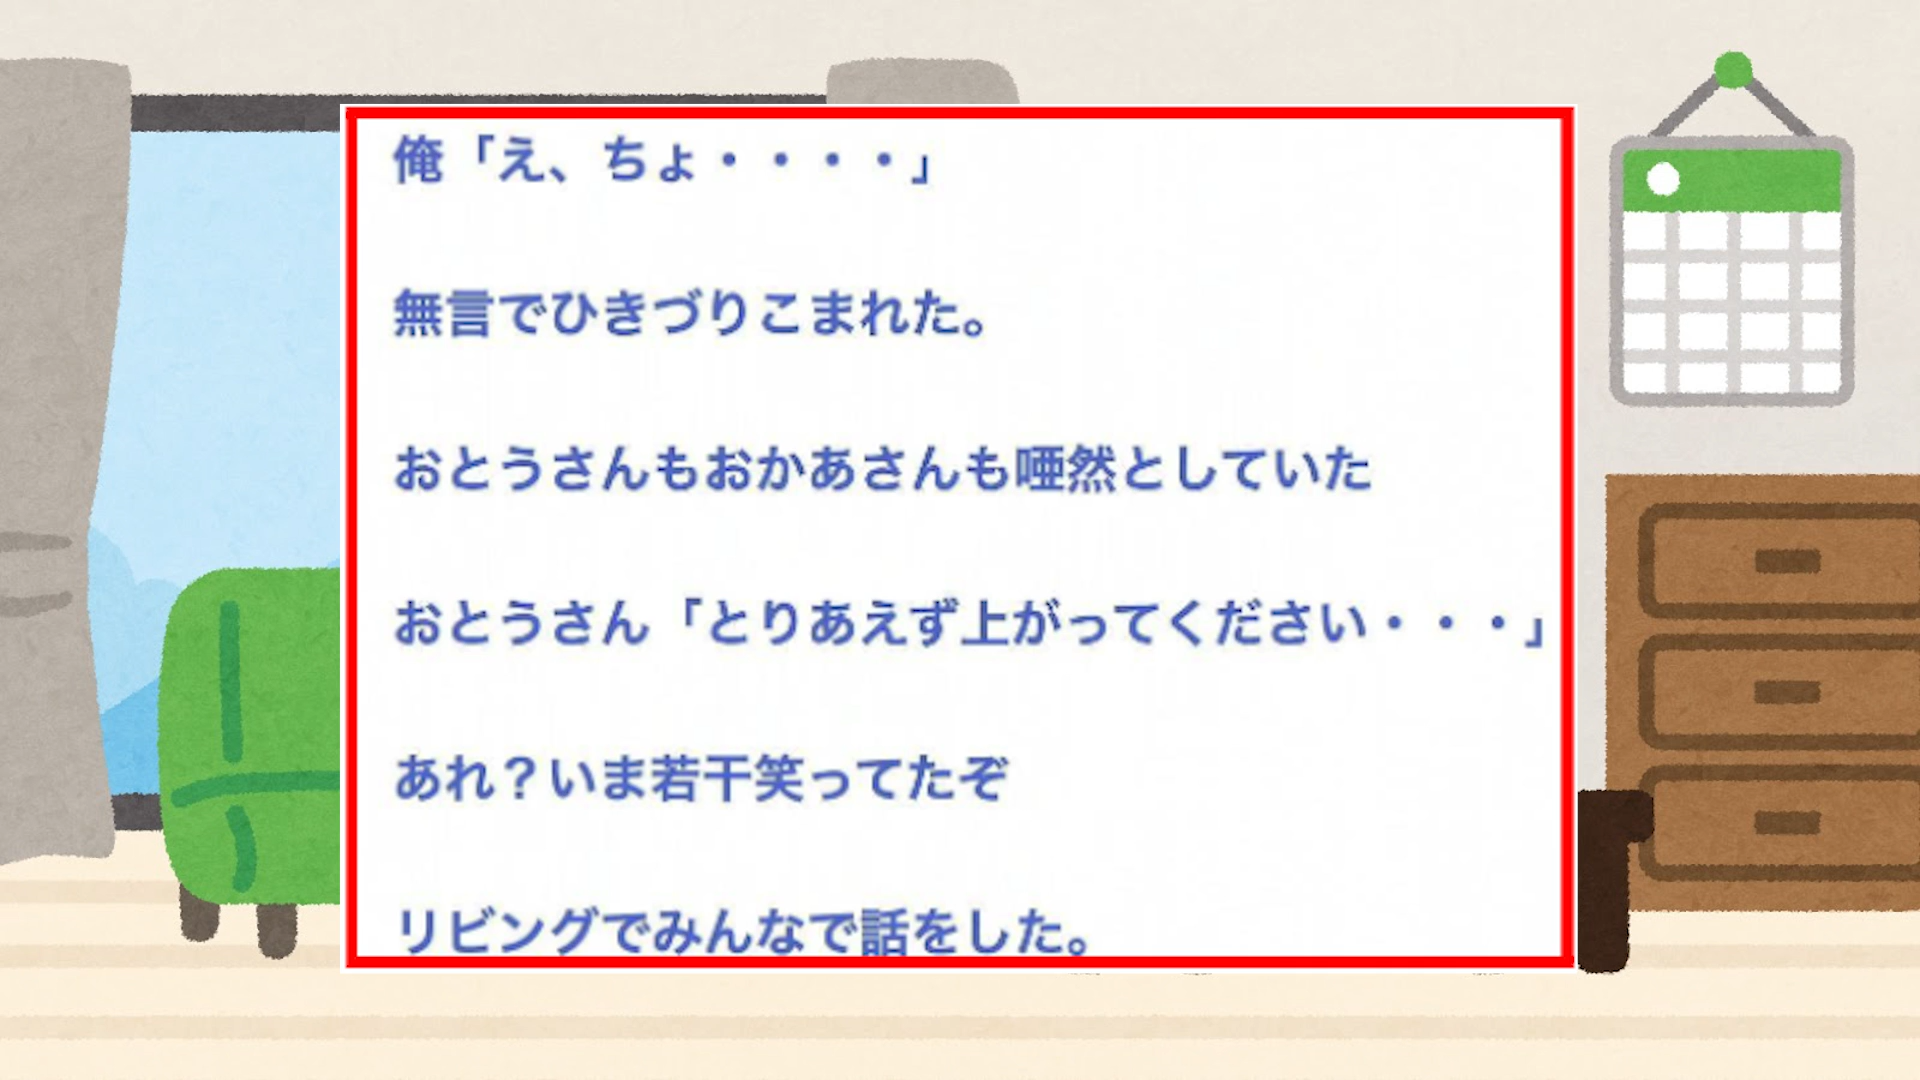 俺「え、ちょ・・・・」
無言でひきづりこまれた。
おとうさんもおかあさんも唖然としていた
おとうさん「とりあえず上がってください・・・」
あれ？いま若干笑ってたぞ
リビングでみんなで話をした。